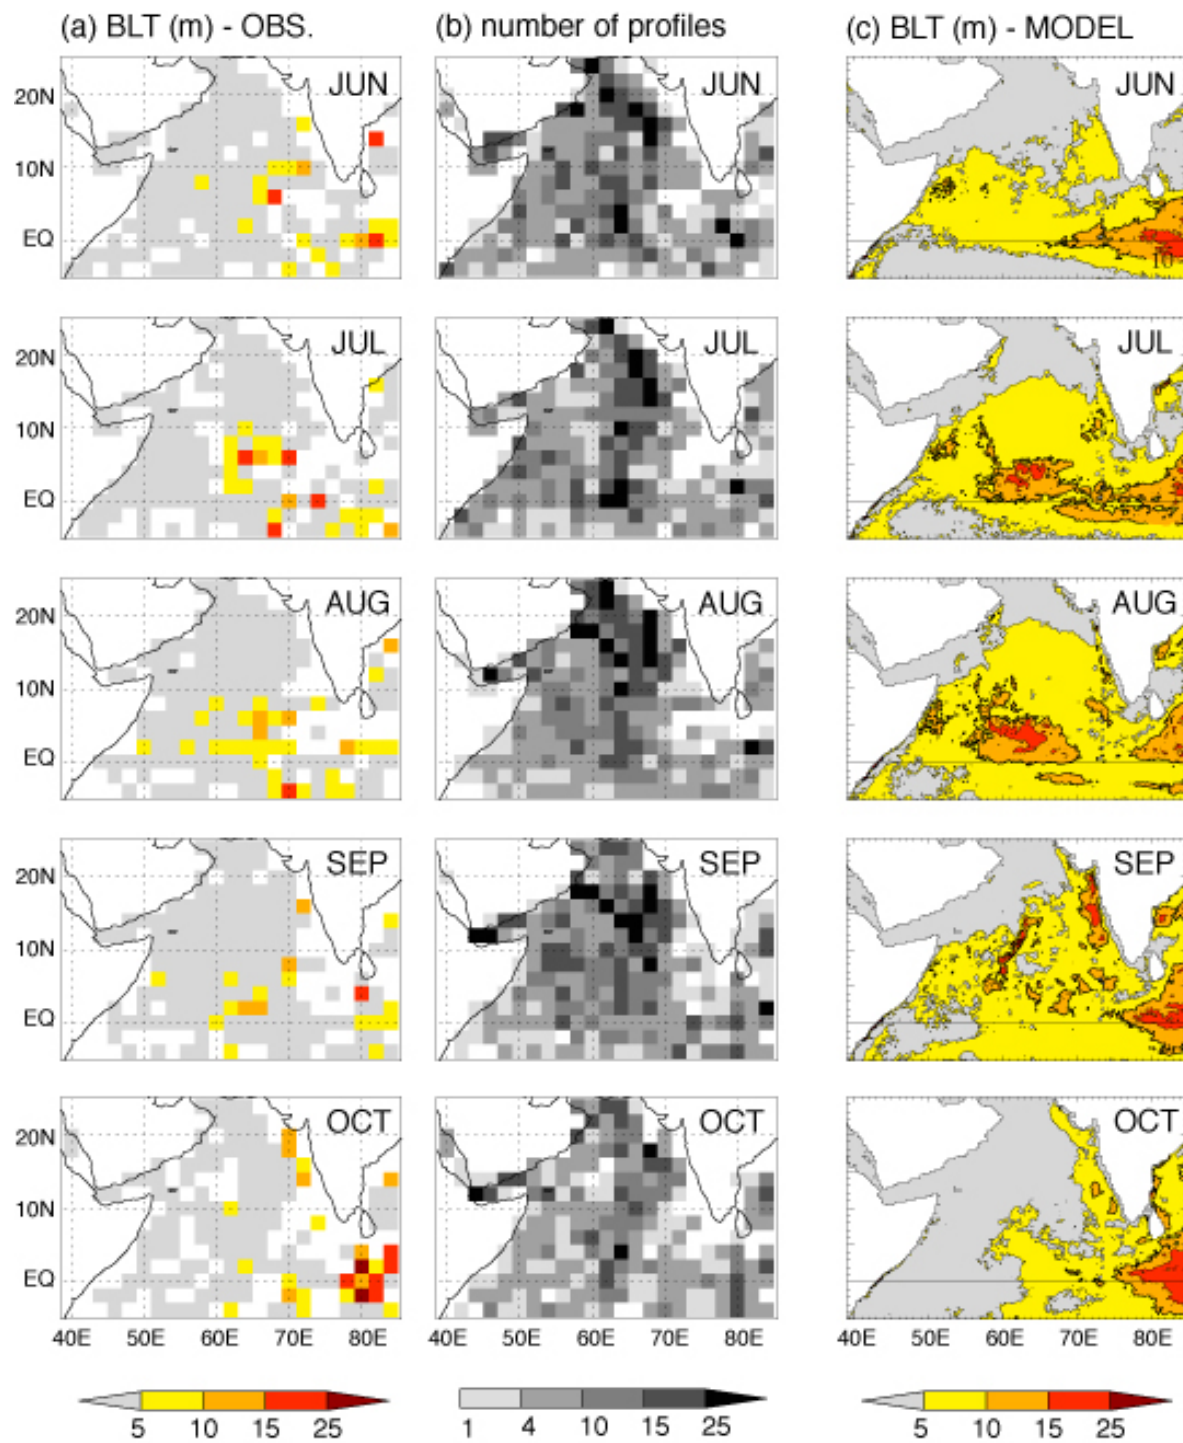 (a) BLT (m) - OBS. (b) number of profiles (c) BLT (m) - MODEL
JUN JUN JUN
20N
10N
EQ
10
JUL JUL JUL
20N
10N
EQ
AUG AUG AUG
20N
10N
EQ
SEP SEP SEP
20N
10N
EQ
OCT OCT OCT
20N
10N
EQ
40E 50E 60E 70E 80E 40E 50E 60E 70E 80E 40E 50E 60E 70E 80E
5 10 15 25 1 4 10 15 25 5 10 15 25